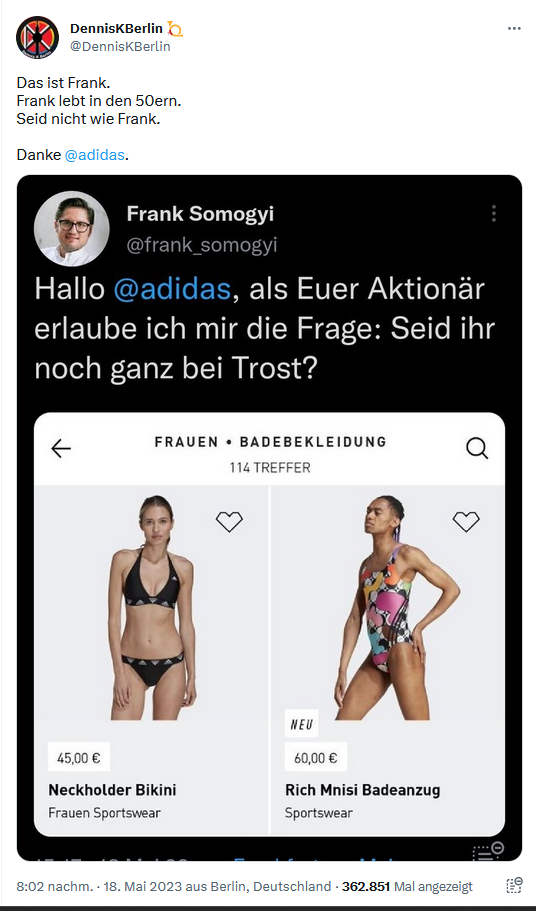 DennisKBerlin
@DennisKBerlin
Das ist Frank.
Frank lebt in den 50ern.
Seid nicht wie Frank.
Danke @adidas.
Frank Somogyi
@frank_somogyi
Hallo @adidas, als Euer Aktionär
erlaube ich mir die Frage: Seid ihr
noch ganz bei Trost?
FRAUEN • BADEBEKLEIDUNG
114 TREFFER
NEU
45,00 €
60,00 €
Neckholder Bikini
Rich Mnisi Badeanzug
Frauen Sportswear
Sportswear
8:02 nachm. · 18. Mai 2023 aus Berlin, Deutschland · 362.851 Mal angezeigt